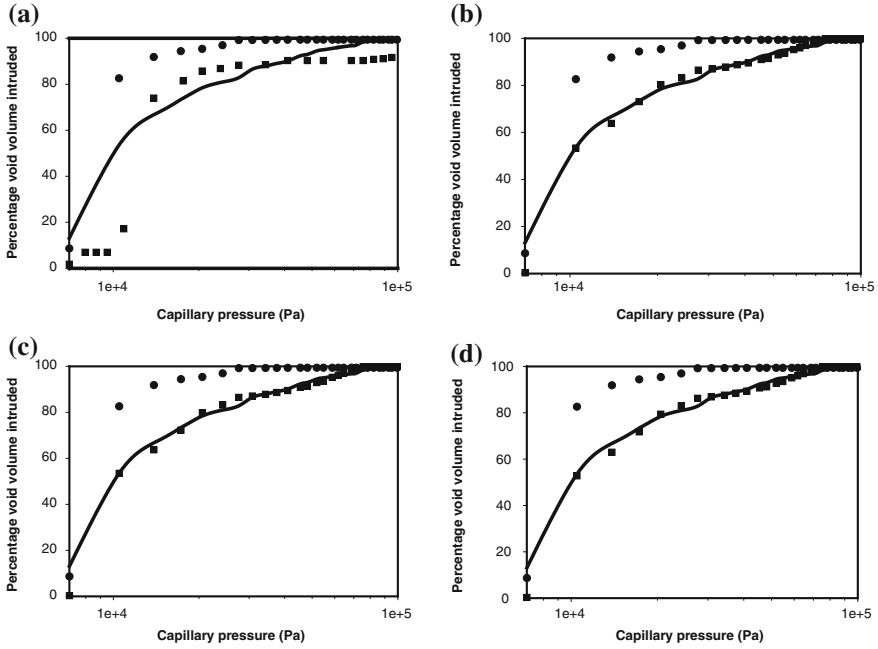 (a)
100
80
60
40
20
0
Percentage void volume intruded
1e+4
1e+5
Capillary pressure (Pa)
(b)
100
80
60
40
20
0
Percentage void volume intruded
1e+4
1e+5
Capillary pressure (Pa)
(c)
100
80
60
40
20
0
Percentage void volume intruded
1e+4
1e+5
Capillary pressure (Pa)
(d)
100
80
60
40
20
0
Percentage void volume intruded
1e+4
1e+5
Capillary pressure (Pa)